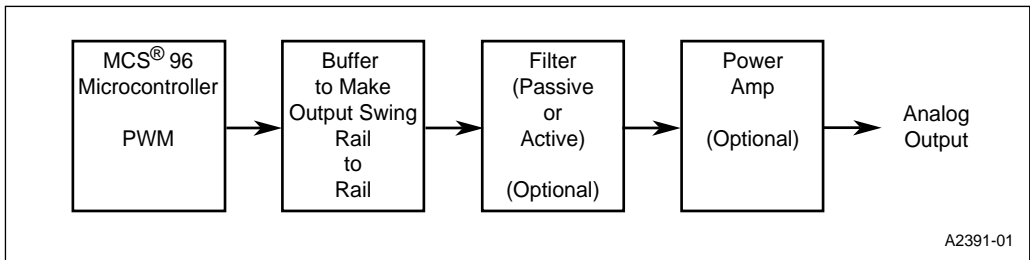 MCS® 96
Microcontroller
PWM
Buffer
to Make
Output Swing
Rail
to
Rail
Filter
(Passive
or
Active)
(Optional)
Power
Amp
(Optional)
Analog
Output
A2391-01